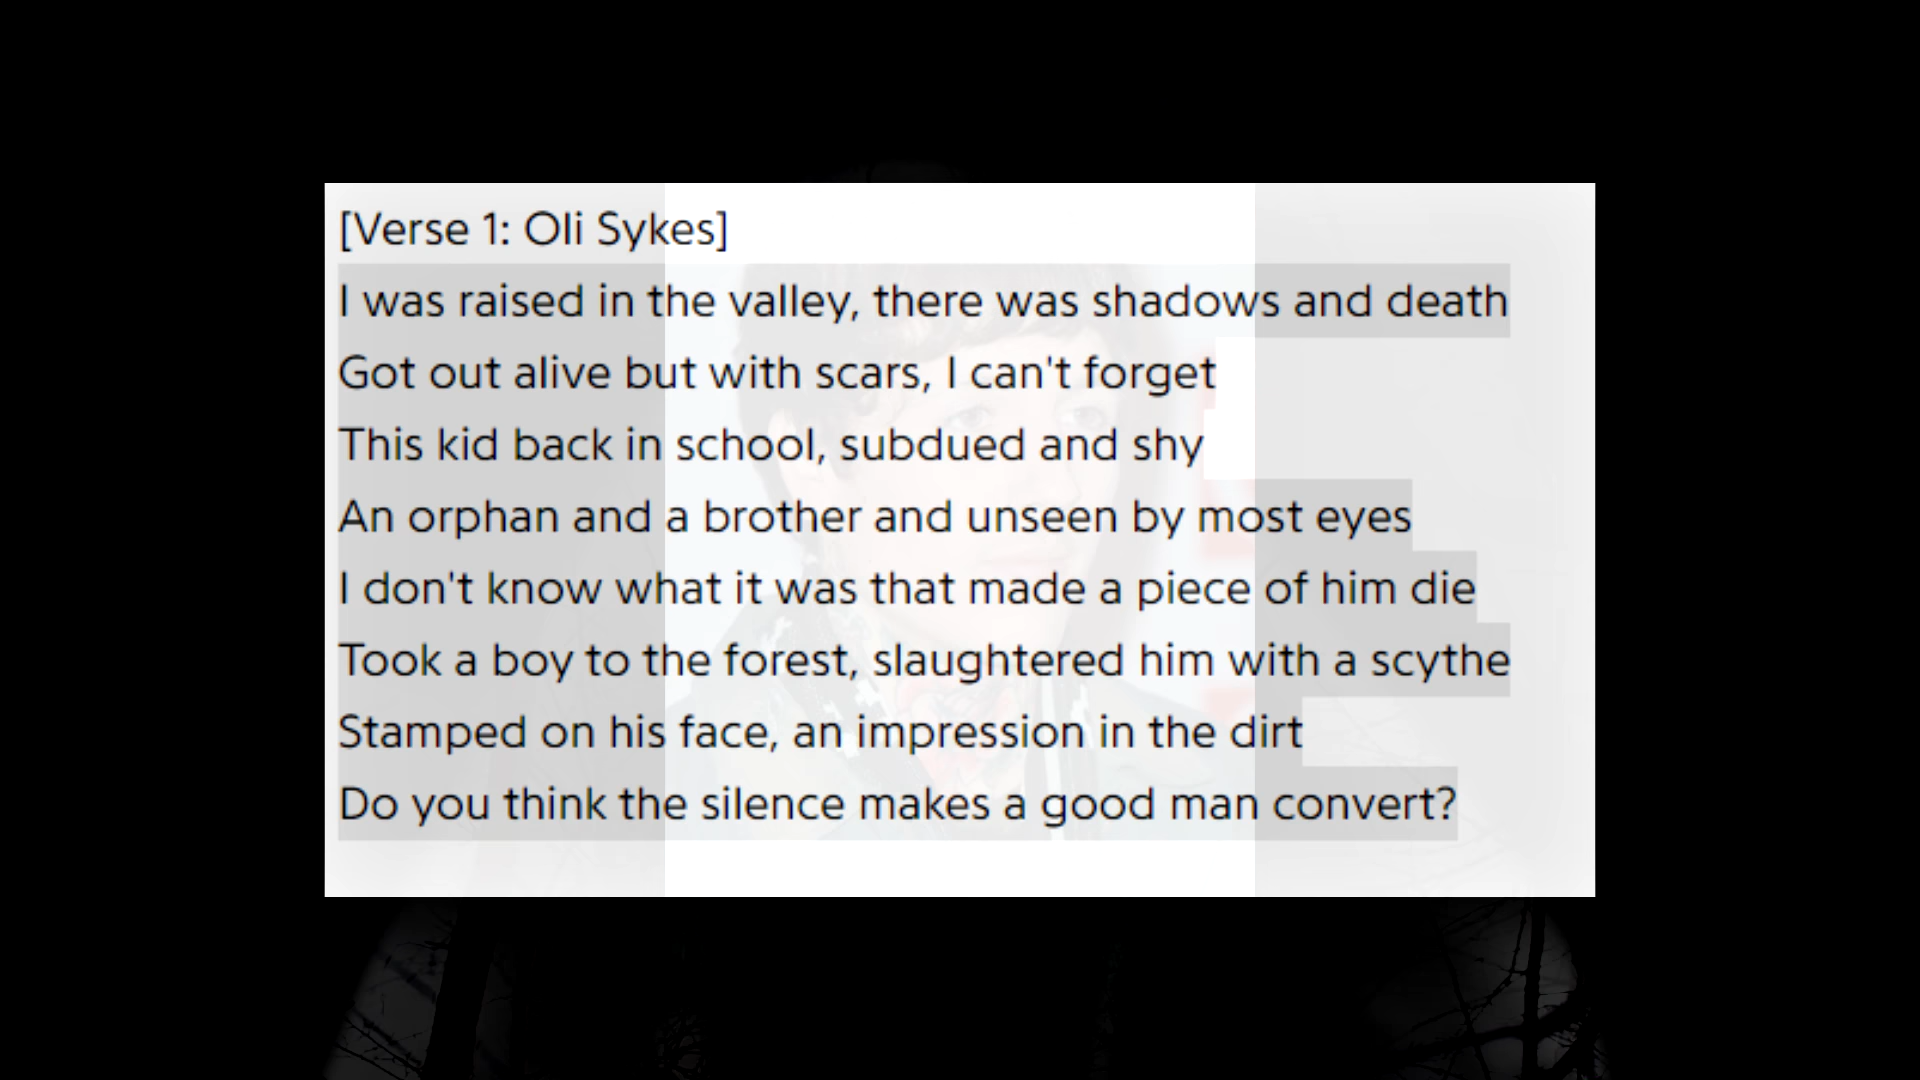 [Verse 1: Oli Sykes]
I was raised in the valley, there was shadows and death
Got out alive but with scars, I can't forget
This kid back in school, subdued and shy
An orphan and a brother and unseen by most eyes
I don't know what it was that made a piece of him die
Took a boy to the forest, slaughtered him with a scythe
Stamped on his face, an impression in the dirt
Do you think the silence makes a good man convert?